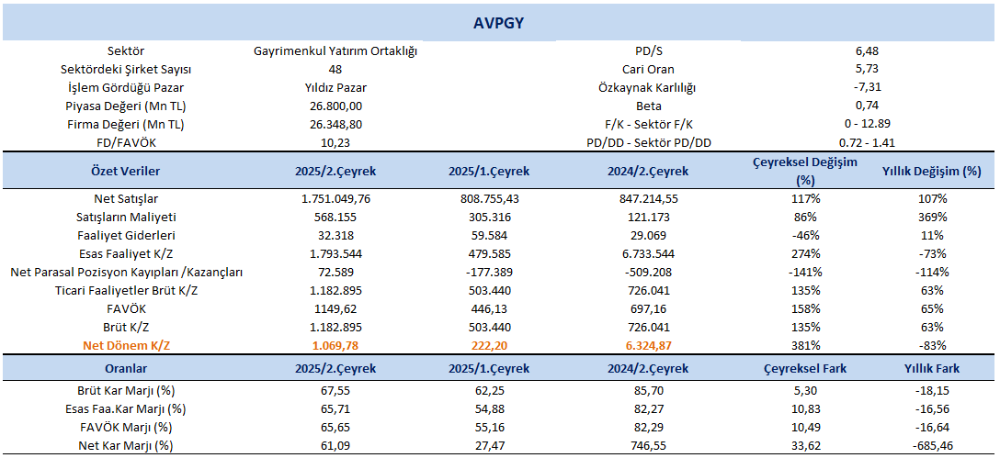 AVPGY
Sektör Gayrimenkul Yatırım Ortaklığı PD/S 6,48
Sektördeki Şirket Sayısı 48 Cari Oran 5,73
İşlem Gördüğü Pazar Yıldız Pazar Özkaynak Karlılığı -7,31
Piyasa Değeri (Mn TL) 26.800,00 Beta 0,74
Firma Değeri (Mn TL) 26.348,80 F/K - Sektör F/K 0 - 12.89
FD/FAVÖK 10,23 PD/DD - Sektör PD/DD 0.72 - 1.41
Özet Veriler 2025/2.Çeyrek 2025/1.Çeyrek 2024/2.Çeyrek Çeyreksel Değişim (%) Yıllık Değişim (%)
Net Satışlar 1.751.049,76 808.755,43 847.214,55 117% 107%
Satışların Maliyeti 568.155 305.316 121.173 86% 369%
Faaliyet Giderleri 32.318 59.584 29.069 -46% 11%
Esas Faaliyet K/Z 1.793.544 479.585 6.733.544 274% -73%
Net Parasal Pozisyon Kayıpları /Kazançları 72.589 -177.389 -509.208 -141% -114%
Ticari Faaliyetler Brüt K/Z 1.182.895 503.440 726.041 135% 63%
FAVÖK 1149,62 446,13 697,16 158% 65%
Brüt K/Z 1.182.895 503.440 726.041 135% 63%
Net Dönem K/Z 1.069,78 222,20 6.324,87 381% -83%
Oranlar 2025/2.Çeyrek 2025/1.Çeyrek 2024/2.Çeyrek Çeyreksel Fark Yıllık Fark
Brüt Kar Marjı (%) 67,55 62,25 85,70 5,30 -18,15
Esas Faa.Kar Marjı (%) 65,71 54,88 82,27 10,83 -16,56
FAVÖK Marjı (%) 65,65 55,16 82,29 10,49 -16,64
Net Kar Marjı (%) 61,09 27,47 746,55 33,62 -685,46